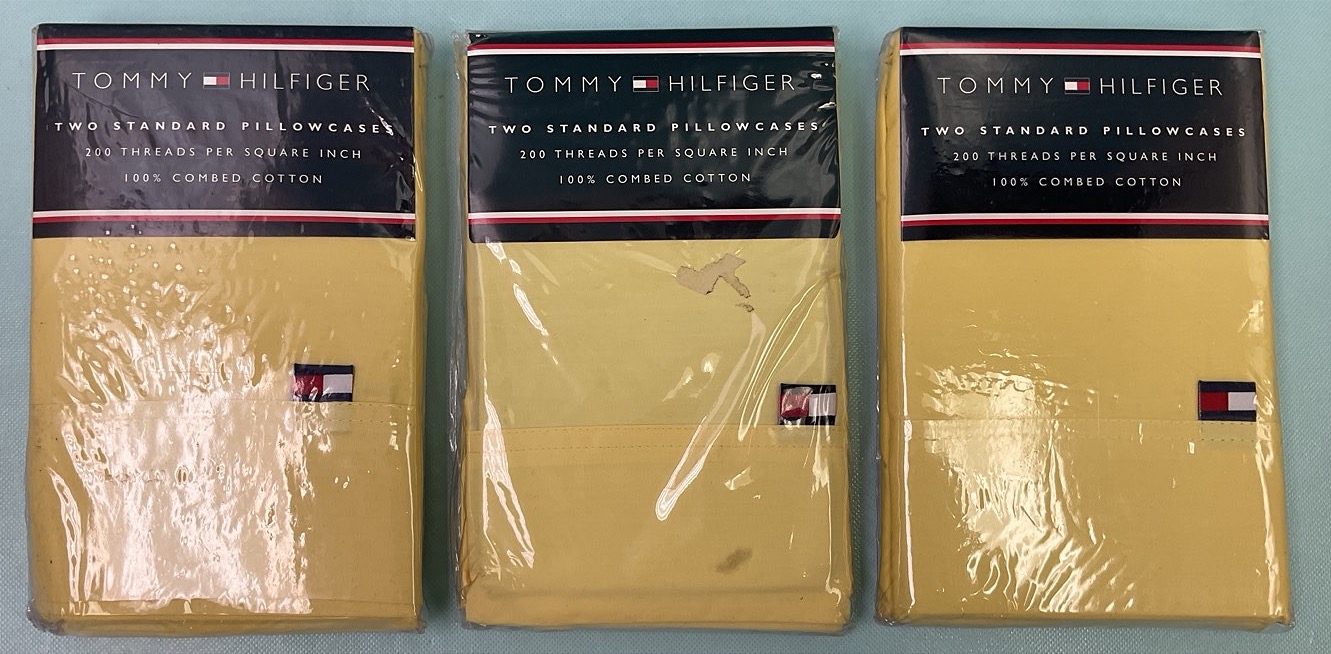 TOMMY HILFIGER
TWO STANDARD PILLOWCASES
200 THREADS PER SQUARE INCH
100% COMBED COTTON
TOMMY HILFIGER
TWO STANDARD PILLOWCASES
200 THREADS PER SQUARE INCH
100% COMBED COTTON
TOMMY HILFIGER
TWO STANDARD PILLOWCASES
200 THREADS PER SQUARE INCH
100% COMBED COTTON